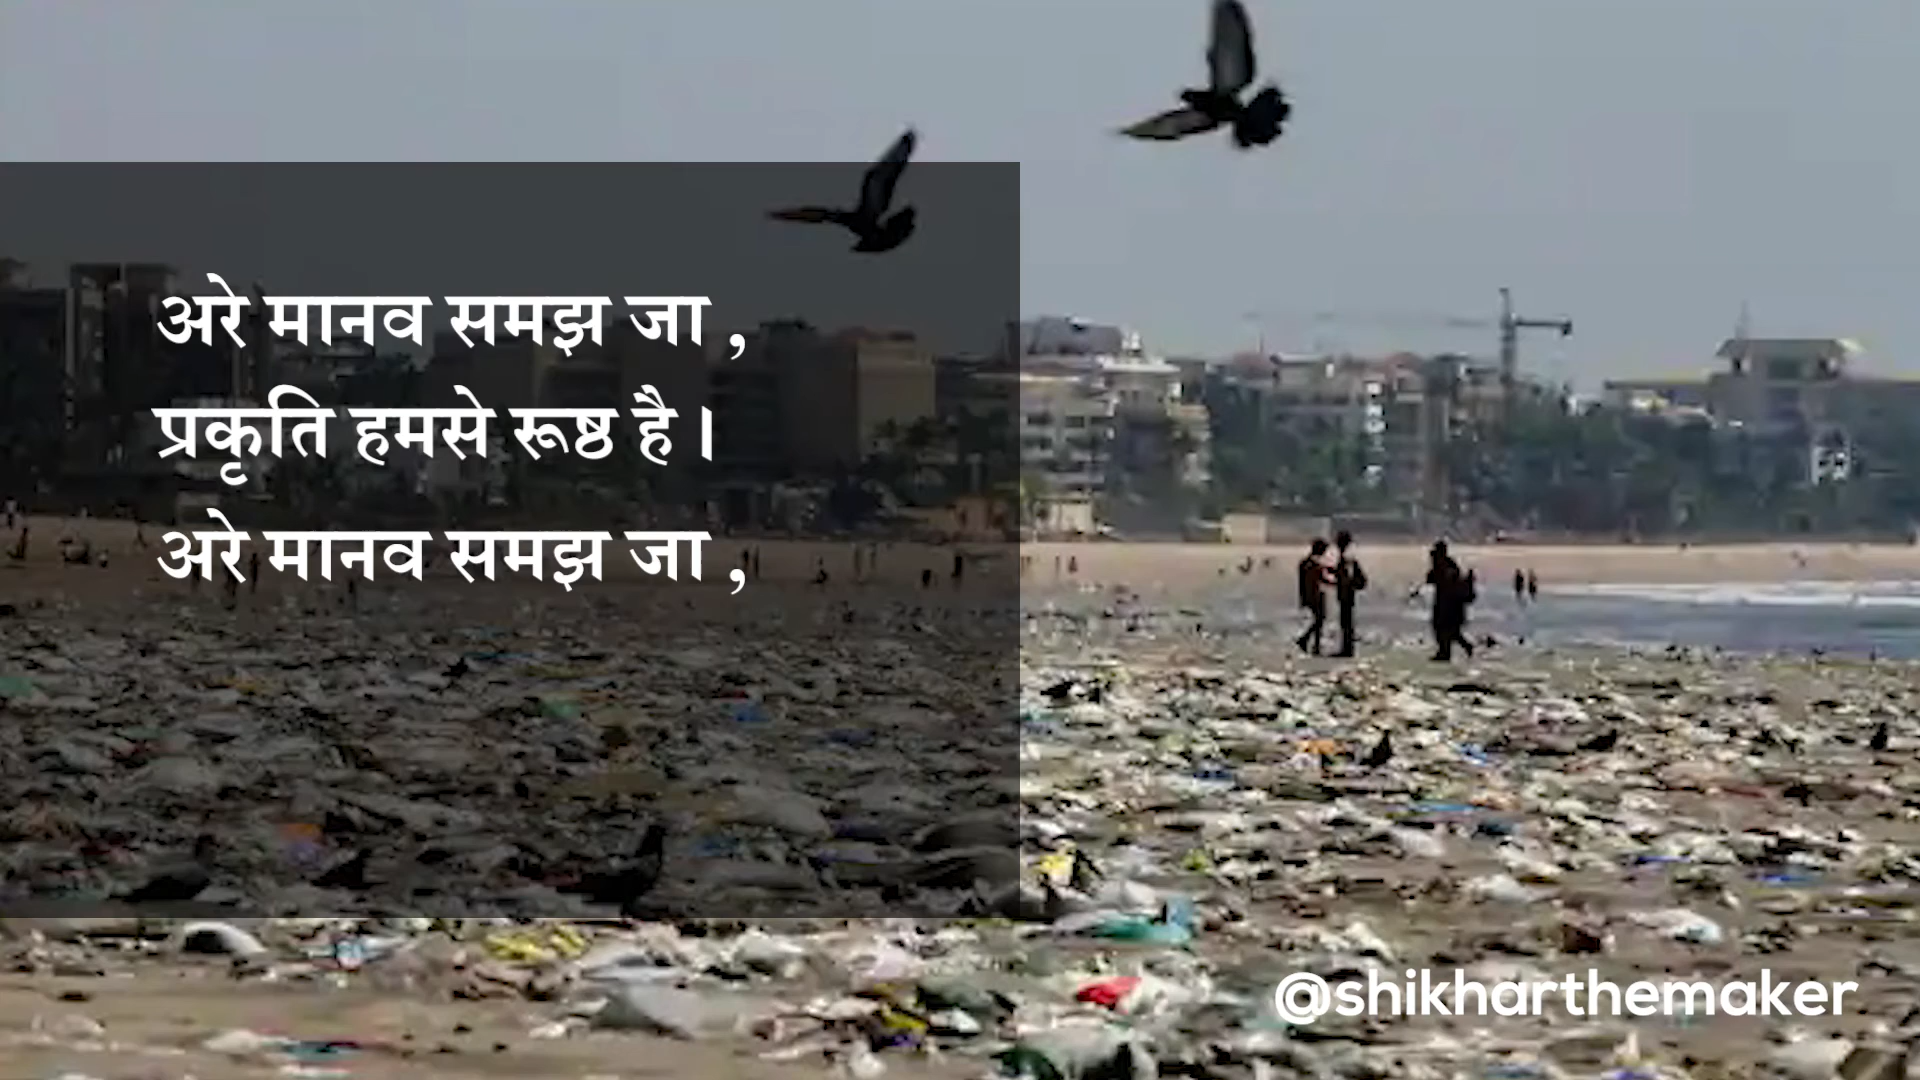 अरे मानव समझ जा ,
प्रकृति हमसे रूष्ठ है ।
अरे मानव समझ जा ,
@shikharthemaker